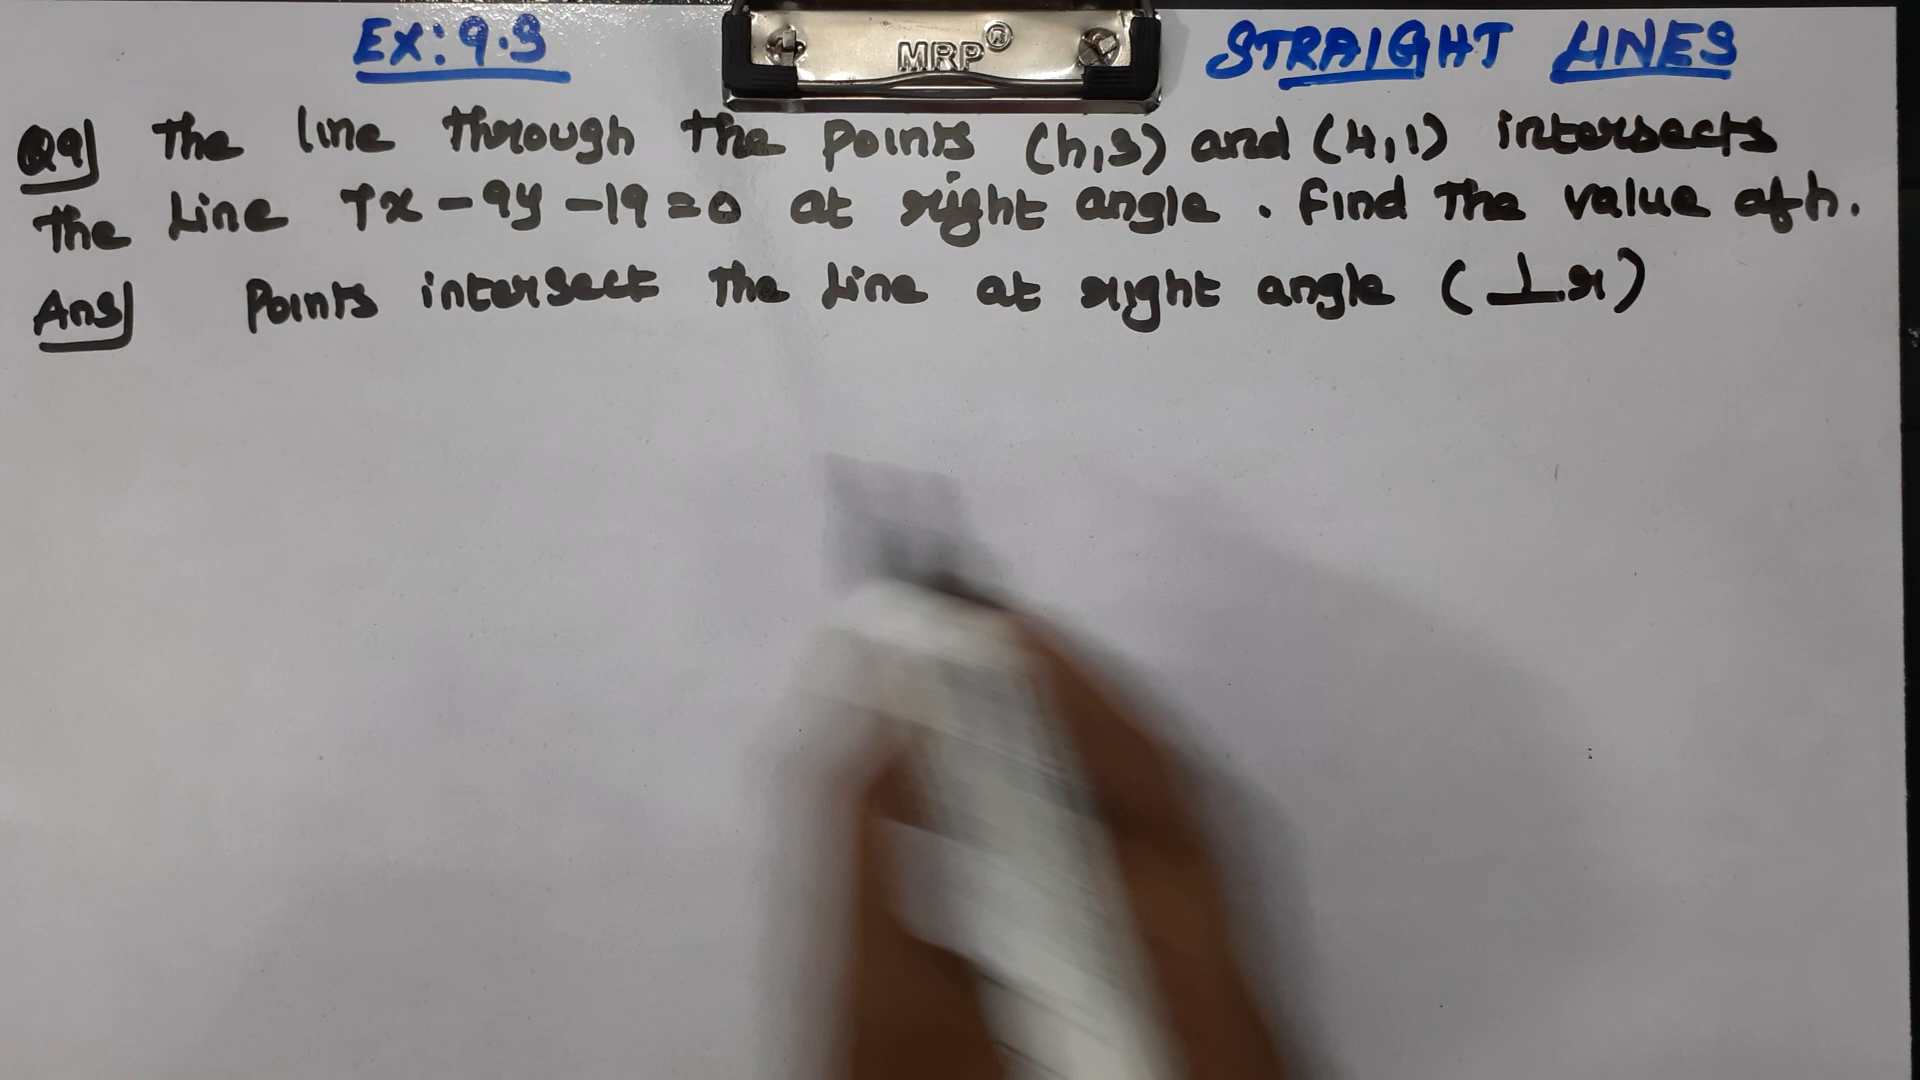 EX: 9.3
MRP®
STRAIGHT LINES
Q9] The line through the points (h,3) and (4,1) intersects
the Line 7x - 9y - 19 = 0 at right angle. Find The value of h.
Ans] Points intersect the Line at right angle (⊥r)